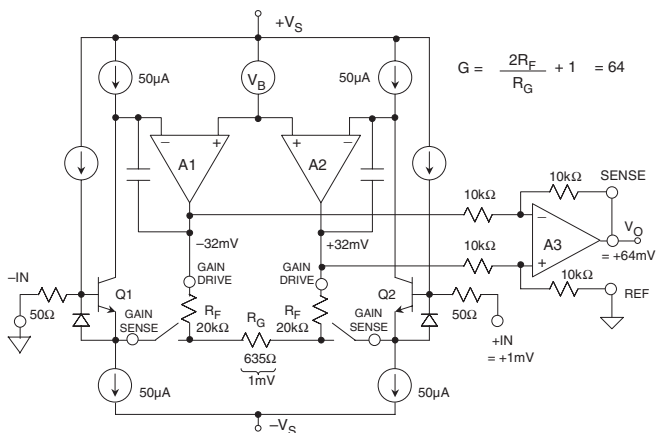 +VS
50µA
VB
50µA
G = 2RF / RG + 1 = 64
− + + −
A1
A2
10kΩ
10kΩ
SENSE
−
A3
+
VO
= +64mV
−32mV
+32mV
10kΩ
10kΩ
REF
−IN
50Ω
Q1
GAIN DRIVE
GAIN SENSE
RF
20kΩ
RG
635Ω
1mV
GAIN DRIVE
RF
20kΩ
GAIN SENSE
Q2
50Ω
+IN
= +1mV
50µA
50µA
−VS